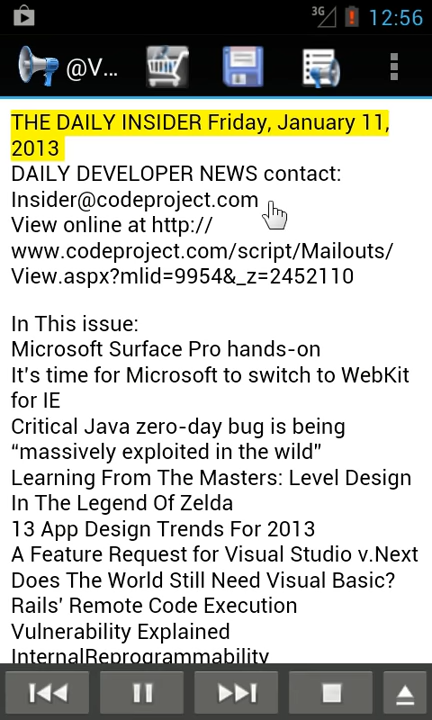 3G 12:56
@V...
THE DAILY INSIDER Friday, January 11,
2013
DAILY DEVELOPER NEWS contact:
Insider@codeproject.com
View online at http://
www.codeproject.com/script/Mailouts/
View.aspx?mlid=9954&_z=2452110
In This issue:
Microsoft Surface Pro hands-on
It's time for Microsoft to switch to WebKit
for IE
Critical Java zero-day bug is being
“massively exploited in the wild”
Learning From The Masters: Level Design
In The Legend Of Zelda
13 App Design Trends For 2013
A Feature Request for Visual Studio v.Next
Does The World Still Need Visual Basic?
Rails' Remote Code Execution
Vulnerability Explained
InternalReprogrammability